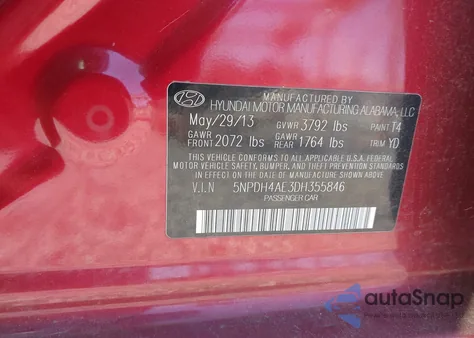 MANUFACTURED BY
HYUNDAI MOTOR MANUFACTURING ALABAMA, LLC
May/29/13 GVWR 3792 lbs PAINT T4
GAWR FRONT 2072 lbs GAWR REAR 1764 lbs TRIM YD
THIS VEHICLE CONFORMS TO ALL APPLICABLE U.S.A. FEDERAL
MOTOR VEHICLE SAFETY, BUMPER, AND THEFT PREVENTION STANDARDS
IN EFFECT ON THE DATE OF MANUFACTURE SHOWN ABOVE.
V.I.N 5NPDH4AE3DH355846
PASSENGER CAR
autoSnap